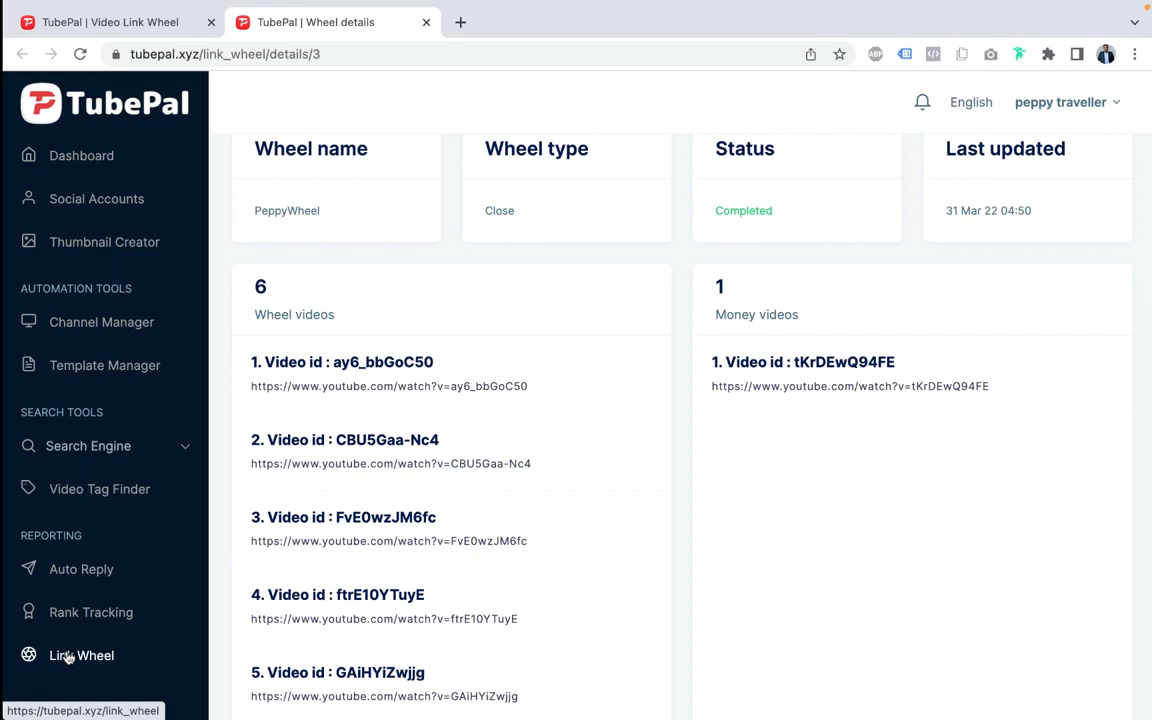 TubePal | Video Link Wheel
TubePal | Wheel details
tubepal.xyz/link_wheel/details/3
ABP
TubePal
English
peppy traveller
Dashboard
Social Accounts
Thumbnail Creator
AUTOMATION TOOLS
Channel Manager
Template Manager
SEARCH TOOLS
Search Engine
Video Tag Finder
REPORTING
Auto Reply
Rank Tracking
Link Wheel
https://tubepal.xyz/link_wheel
Wheel name
PeppyWheel
Wheel type
Close
Status
Completed
Last updated
31 Mar 22 04:50
6
Wheel videos
1. Video id : ay6_bbGoC50
https://www.youtube.com/watch?v=ay6_bbGoC50
2. Video id : CBU5Gaa-Nc4
https://www.youtube.com/watch?v=CBU5Gaa-Nc4
3. Video id : FvE0wzJM6fc
https://www.youtube.com/watch?v=FvE0wzJM6fc
4. Video id : ftrE10YTuyE
https://www.youtube.com/watch?v=ftrE10YTuyE
5. Video id : GAiHYiZwjjg
https://www.youtube.com/watch?v=GAiHYiZwjjg
1
Money videos
1. Video id : tKrDEwQ94FE
https://www.youtube.com/watch?v=tKrDEwQ94FE